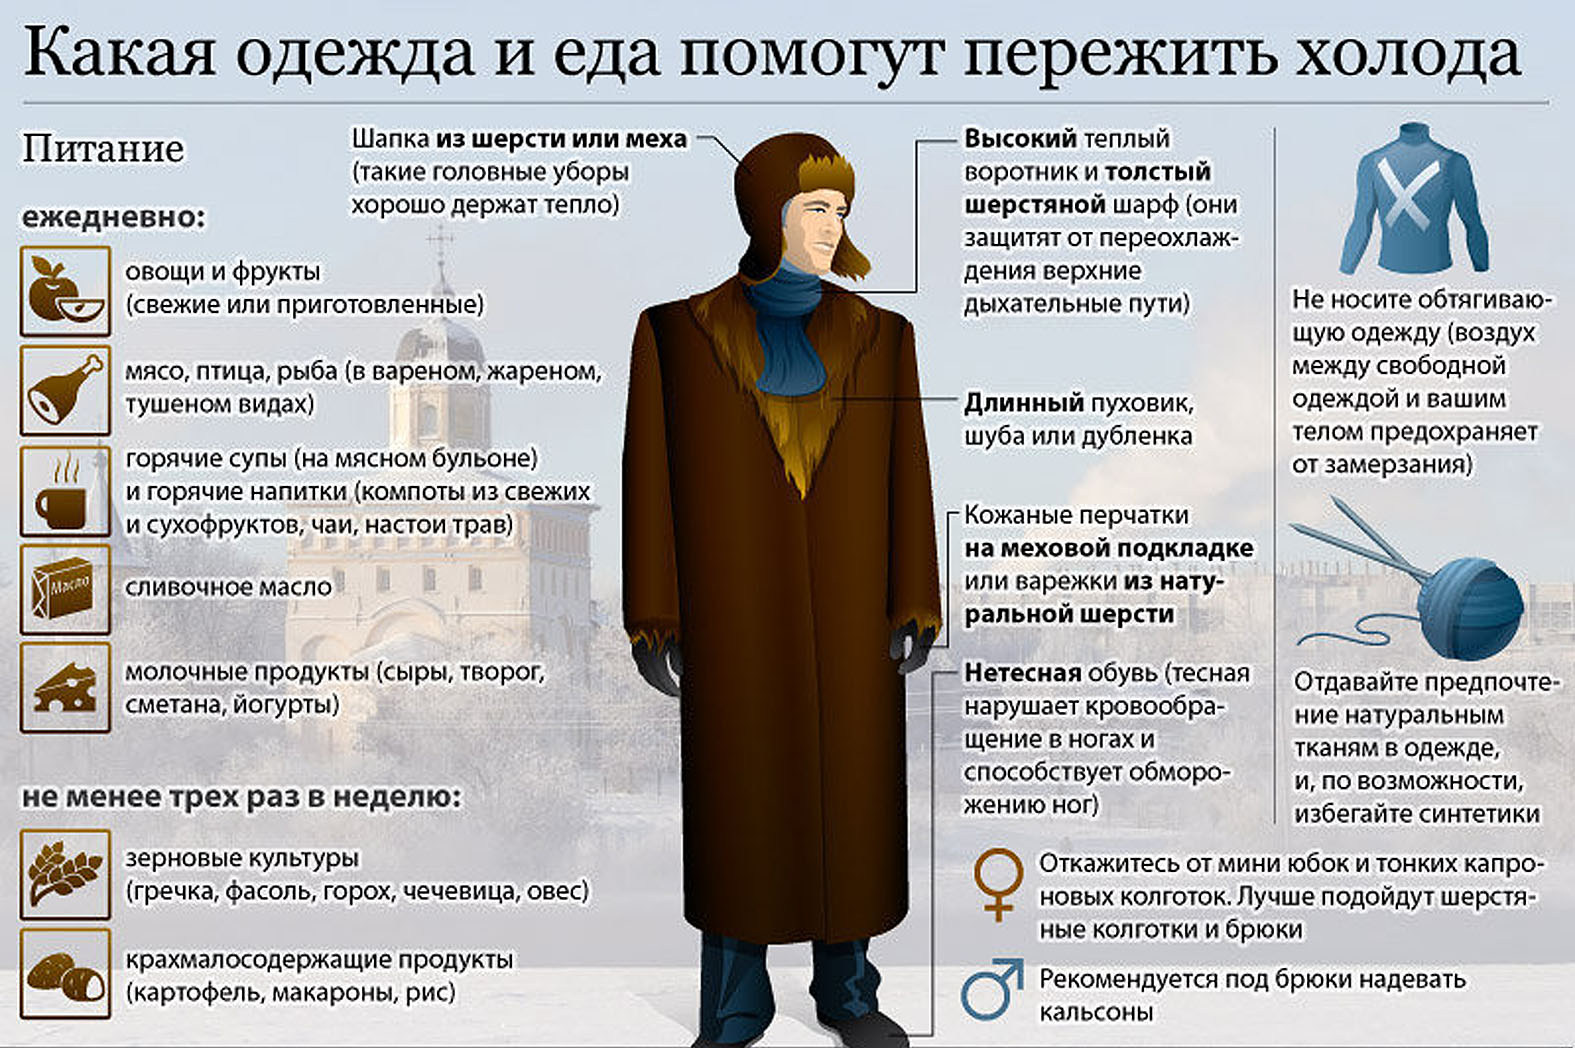 Какая одежда и еда помогут пережить холода
Питание
ежедневно:
овощи и фрукты
(свежие или приготовленные)
мясо, птица, рыба (в вареном, жареном,
тушеном видах)
горячие супы (на мясном бульоне)
и горячие напитки (компоты из свежих
и сухофруктов, чаи, настои трав)
Масло
сливочное масло
молочные продукты (сыры, творог,
сметана, йогурты)
не менее трех раз в неделю:
зерновые культуры
(гречка, фасоль, горох, чечевица, овес)
крахмалосодержащие продукты
(картофель, макароны, рис)
Шапка из шерсти или меха
(такие головные уборы
хорошо держат тепло)
Высокий теплый
воротник и толстый
шерстяной шарф (они
защитят от переохлаж-
дения верхние
дыхательные пути)
Длинный пуховик,
шуба или дубленка
Кожаные перчатки
на меховой подкладке
или варежки из нату-
ральной шерсти
Нетесная обувь (тесная
нарушает кровообра-
щение в ногах и
способствует обморо-
жению ног)
Не носите обтягиваю-
щую одежду (воздух
между свободной
одеждой и вашим
телом предохраняет
от замерзания)
Отдавайте предпочте-
ние натуральным
тканям в одежде,
и, по возможности,
избегайте синтетики
Откажитесь от мини юбок и тонких капро-
новых колготок. Лучше подойдут шерстя-
ные колготки и брюки
Рекомендуется под брюки надевать
кальсоны